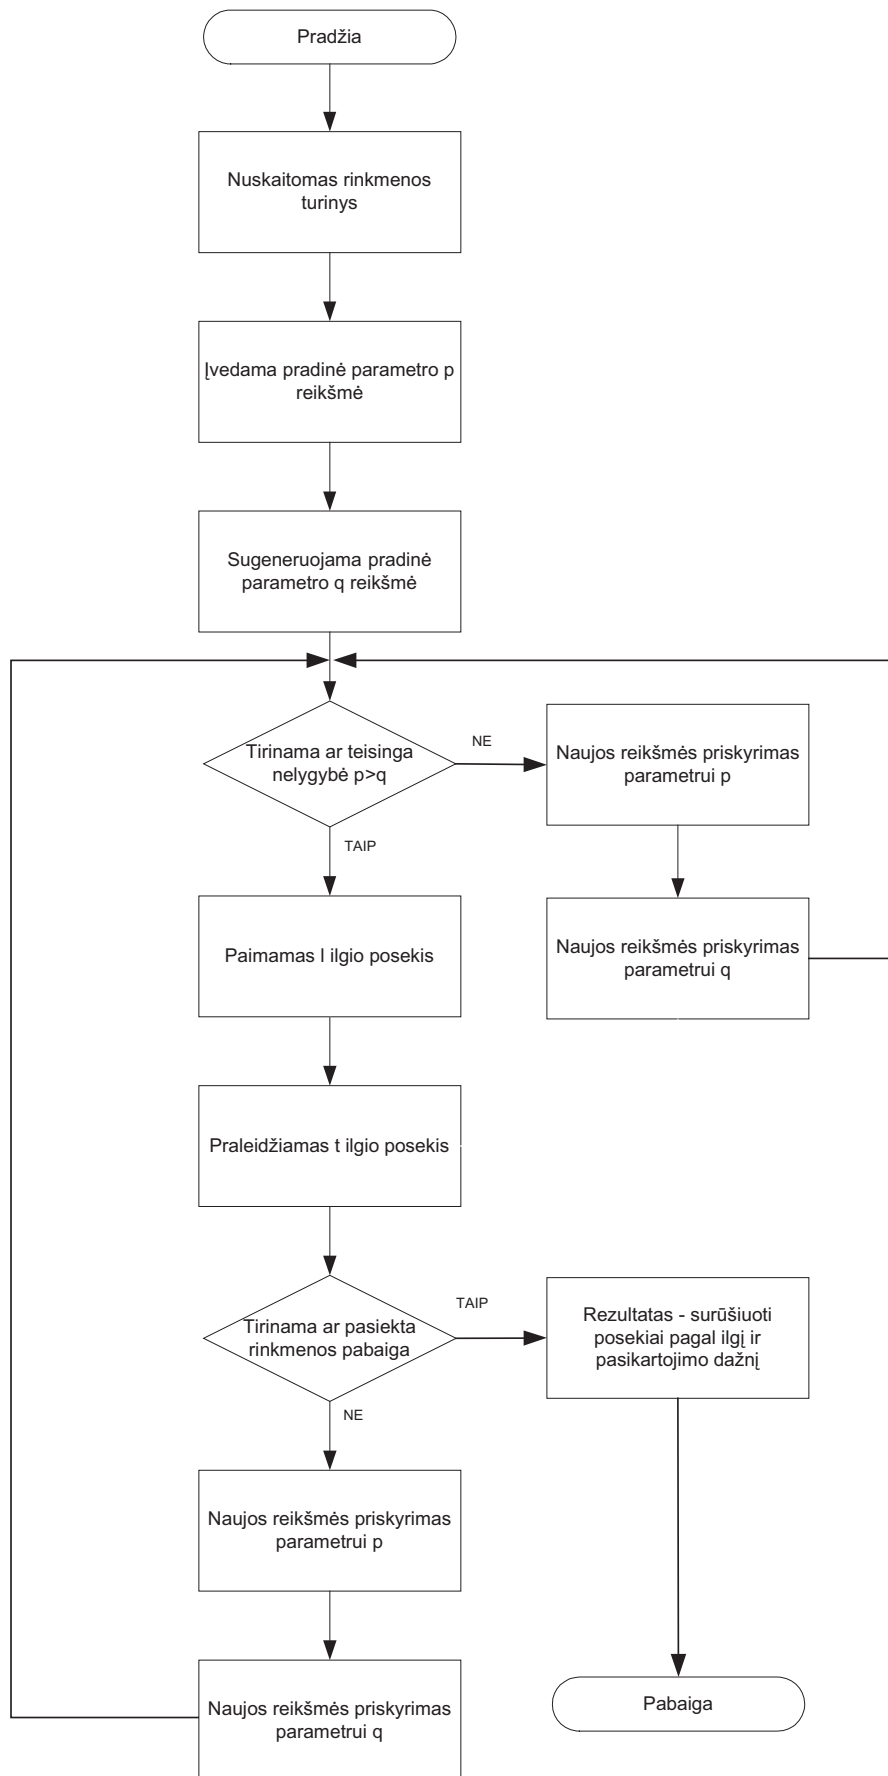 Pradžia
Nuskaitomas rinkmenos
turinys
Įvedama pradinė parametro p
reikšmė
Sugeneruojama pradinė
parametro q reikšmė
Tirinama ar teisinga
nelygybė p>q
NE
Naujos reikšmės priskyrimas
parametrui p
TAIP
Paimamas l ilgio posekis
Naujos reikšmės priskyrimas
parametrui q
Praleidžiamas t ilgio posekis
Tirinama ar pasiekta
rinkmenos pabaiga
TAIP
Rezultatas - surūšiuoti
posekiai pagal ilgį ir
pasikartojimo dažnį
NE
Naujos reikšmės priskyrimas
parametrui p
Naujos reikšmės priskyrimas
parametrui q
Pabaiga